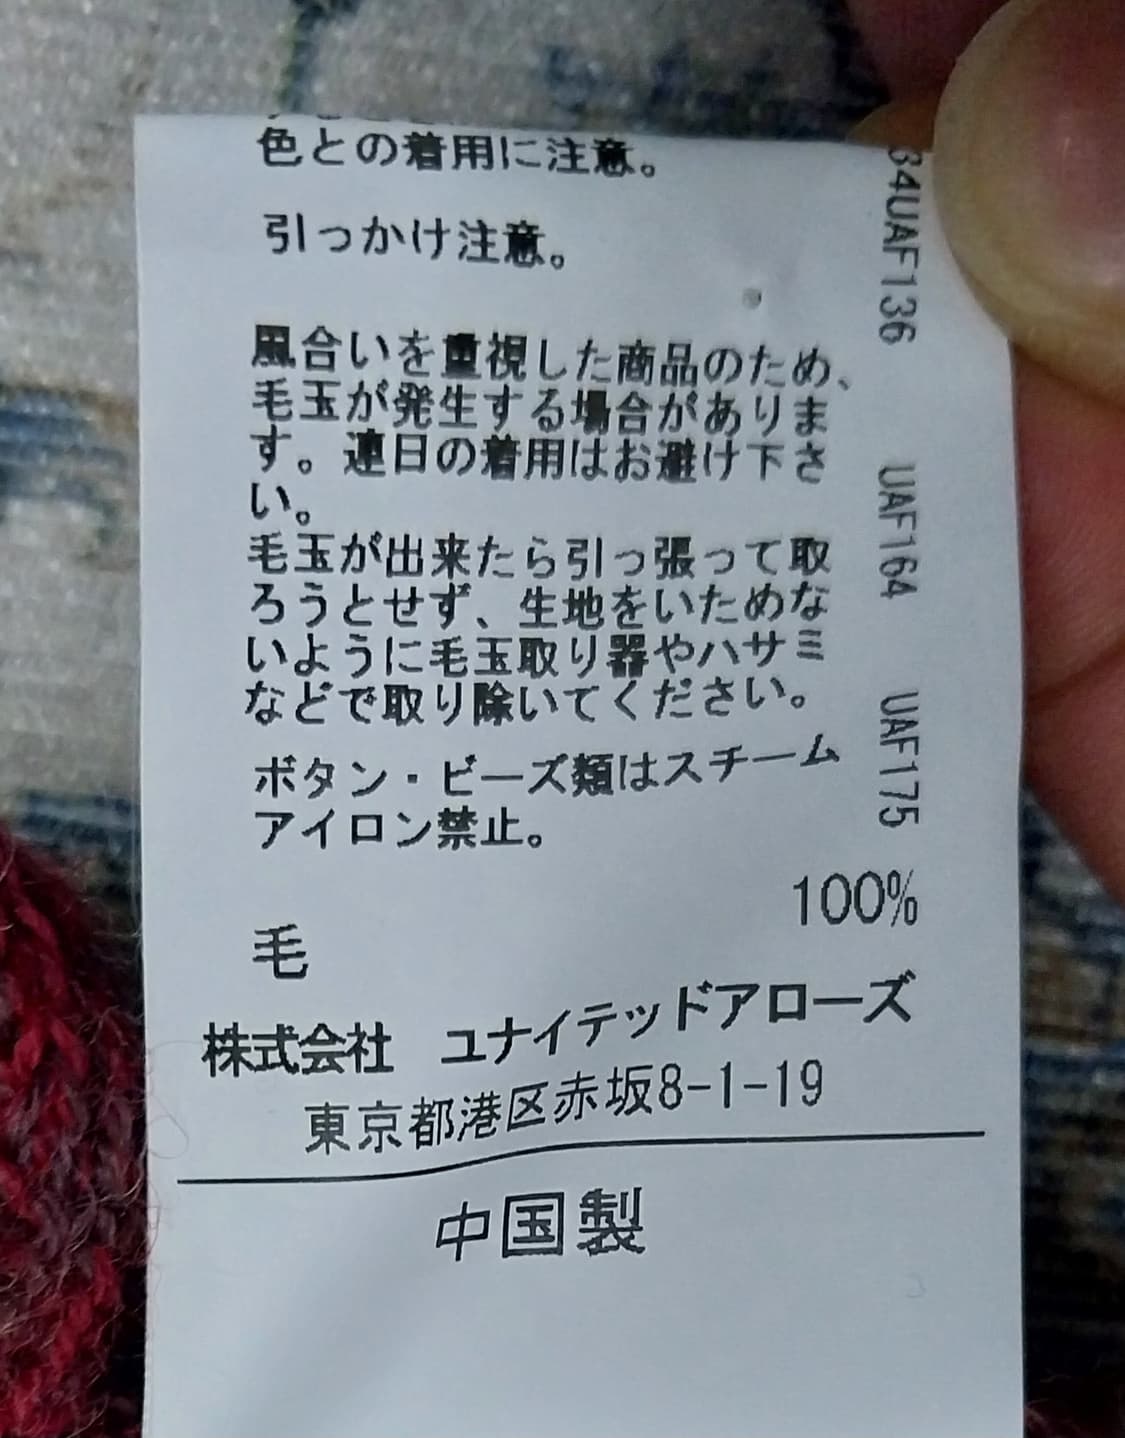 色との着用に注意。
引っかけ注意。
風合いを重視した商品のため、
毛玉が発生する場合がありま
す。連日の着用はお避け下さ
い。
毛玉が出来たら引っ張って取
ろうとせず、生地をいためな
いように毛玉取り器やハサミ
などで取り除いてください。
ボタン・ビーズ類はスチーム
アイロン禁止。
100%
毛
株式会社 ユナイテッドアローズ
東京都港区赤坂8-1-19
中国製
34UAF136 UAF164 UAF175